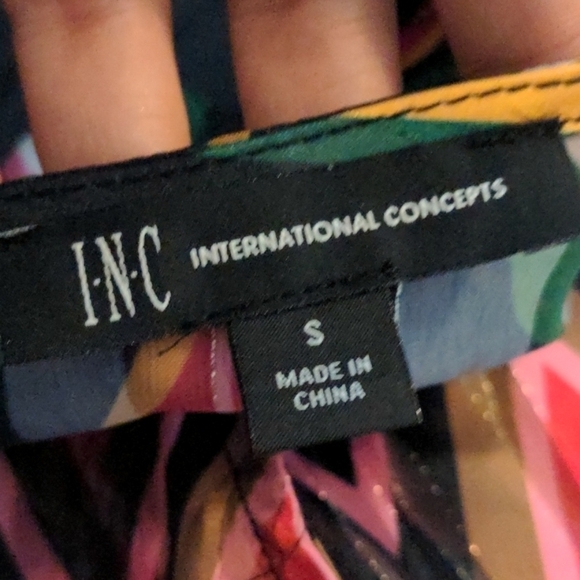 I·N·C INTERNATIONAL CONCEPTS
S
MADE IN
CHINA